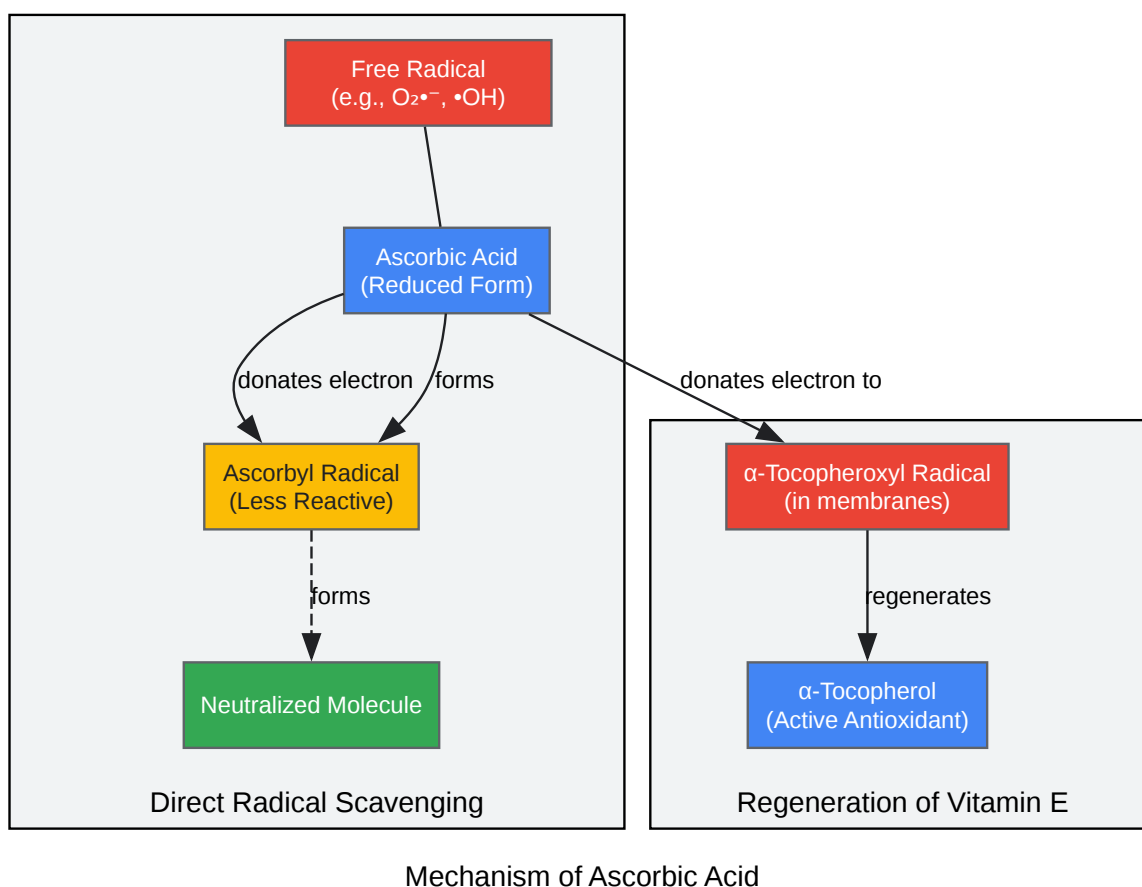 Free Radical
(e.g., O₂•⁻, •OH)
Ascorbic Acid
(Reduced Form)
donates electron
forms
donates electron to
Ascorbyl Radical
(Less Reactive)
α-Tocopheroxyl Radical
(in membranes)
forms
regenerates
Neutralized Molecule
α-Tocopherol
(Active Antioxidant)
Direct Radical Scavenging
Regeneration of Vitamin E
Mechanism of Ascorbic Acid